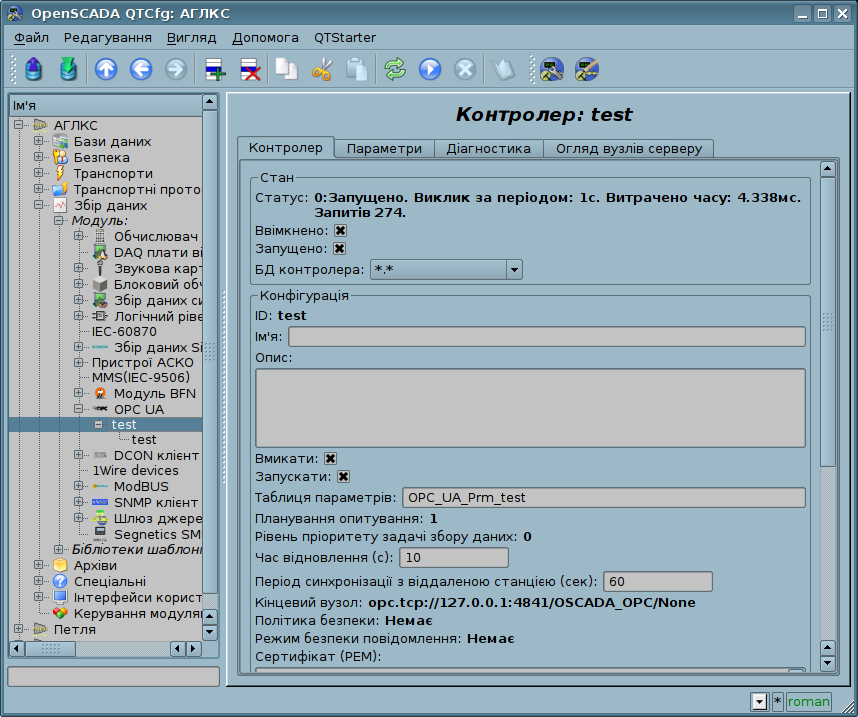 OpenSCADA QTCfg: АГЛКС
Файл Редагування Вигляд Допомога QTStarter
Ім'я
АГЛКС
Бази даних
Безпека
Транспорти
Транспортні прото
Збір даних
Модуль:
Обчислювач
DAQ плати ві
Звукова карт
Блоковий обч
Збір даних си
Логічний ріве
IEC-60870
Збір даних Si
Пристрої АСКО
MMS(IEC-9506)
Модуль BFN
OPC UA
test
test
DCON клієнт
1Wire devices
ModBUS
SNMP клієнт
Шлюз джере
Segnetics SM
Бібліотеки шаблонн
Архіви
Спеціальні
Інтерфейси корист
Керування модуля
Петля
Контролер: test
Контролер Параметри Діагностика Огляд вузлів серверу
Стан
Статус: 0:Запущено. Виклик за періодом: 1с. Витрачено часу: 4.338мс.
Запитів 274.
Ввімкнено:
Запущено:
БД контролера: *.*
Конфігурація
ID: test
Ім'я:
Опис:
Вмикати:
Запускати:
Таблиця параметрів: OPC_UA_Prm_test
Планування опитування: 1
Рівень пріоритету задачі збору даних: 0
Час відновлення (с): 10
Період синхронізації з віддаленою станцією (сек): 60
Кінцевий вузол: opc.tcp://127.0.0.1:4841/OSCADA_OPC/None
Політика безпеки: Немає
Режим безпеки повідомлення: Немає
Сертифікат (PEM):
* roman